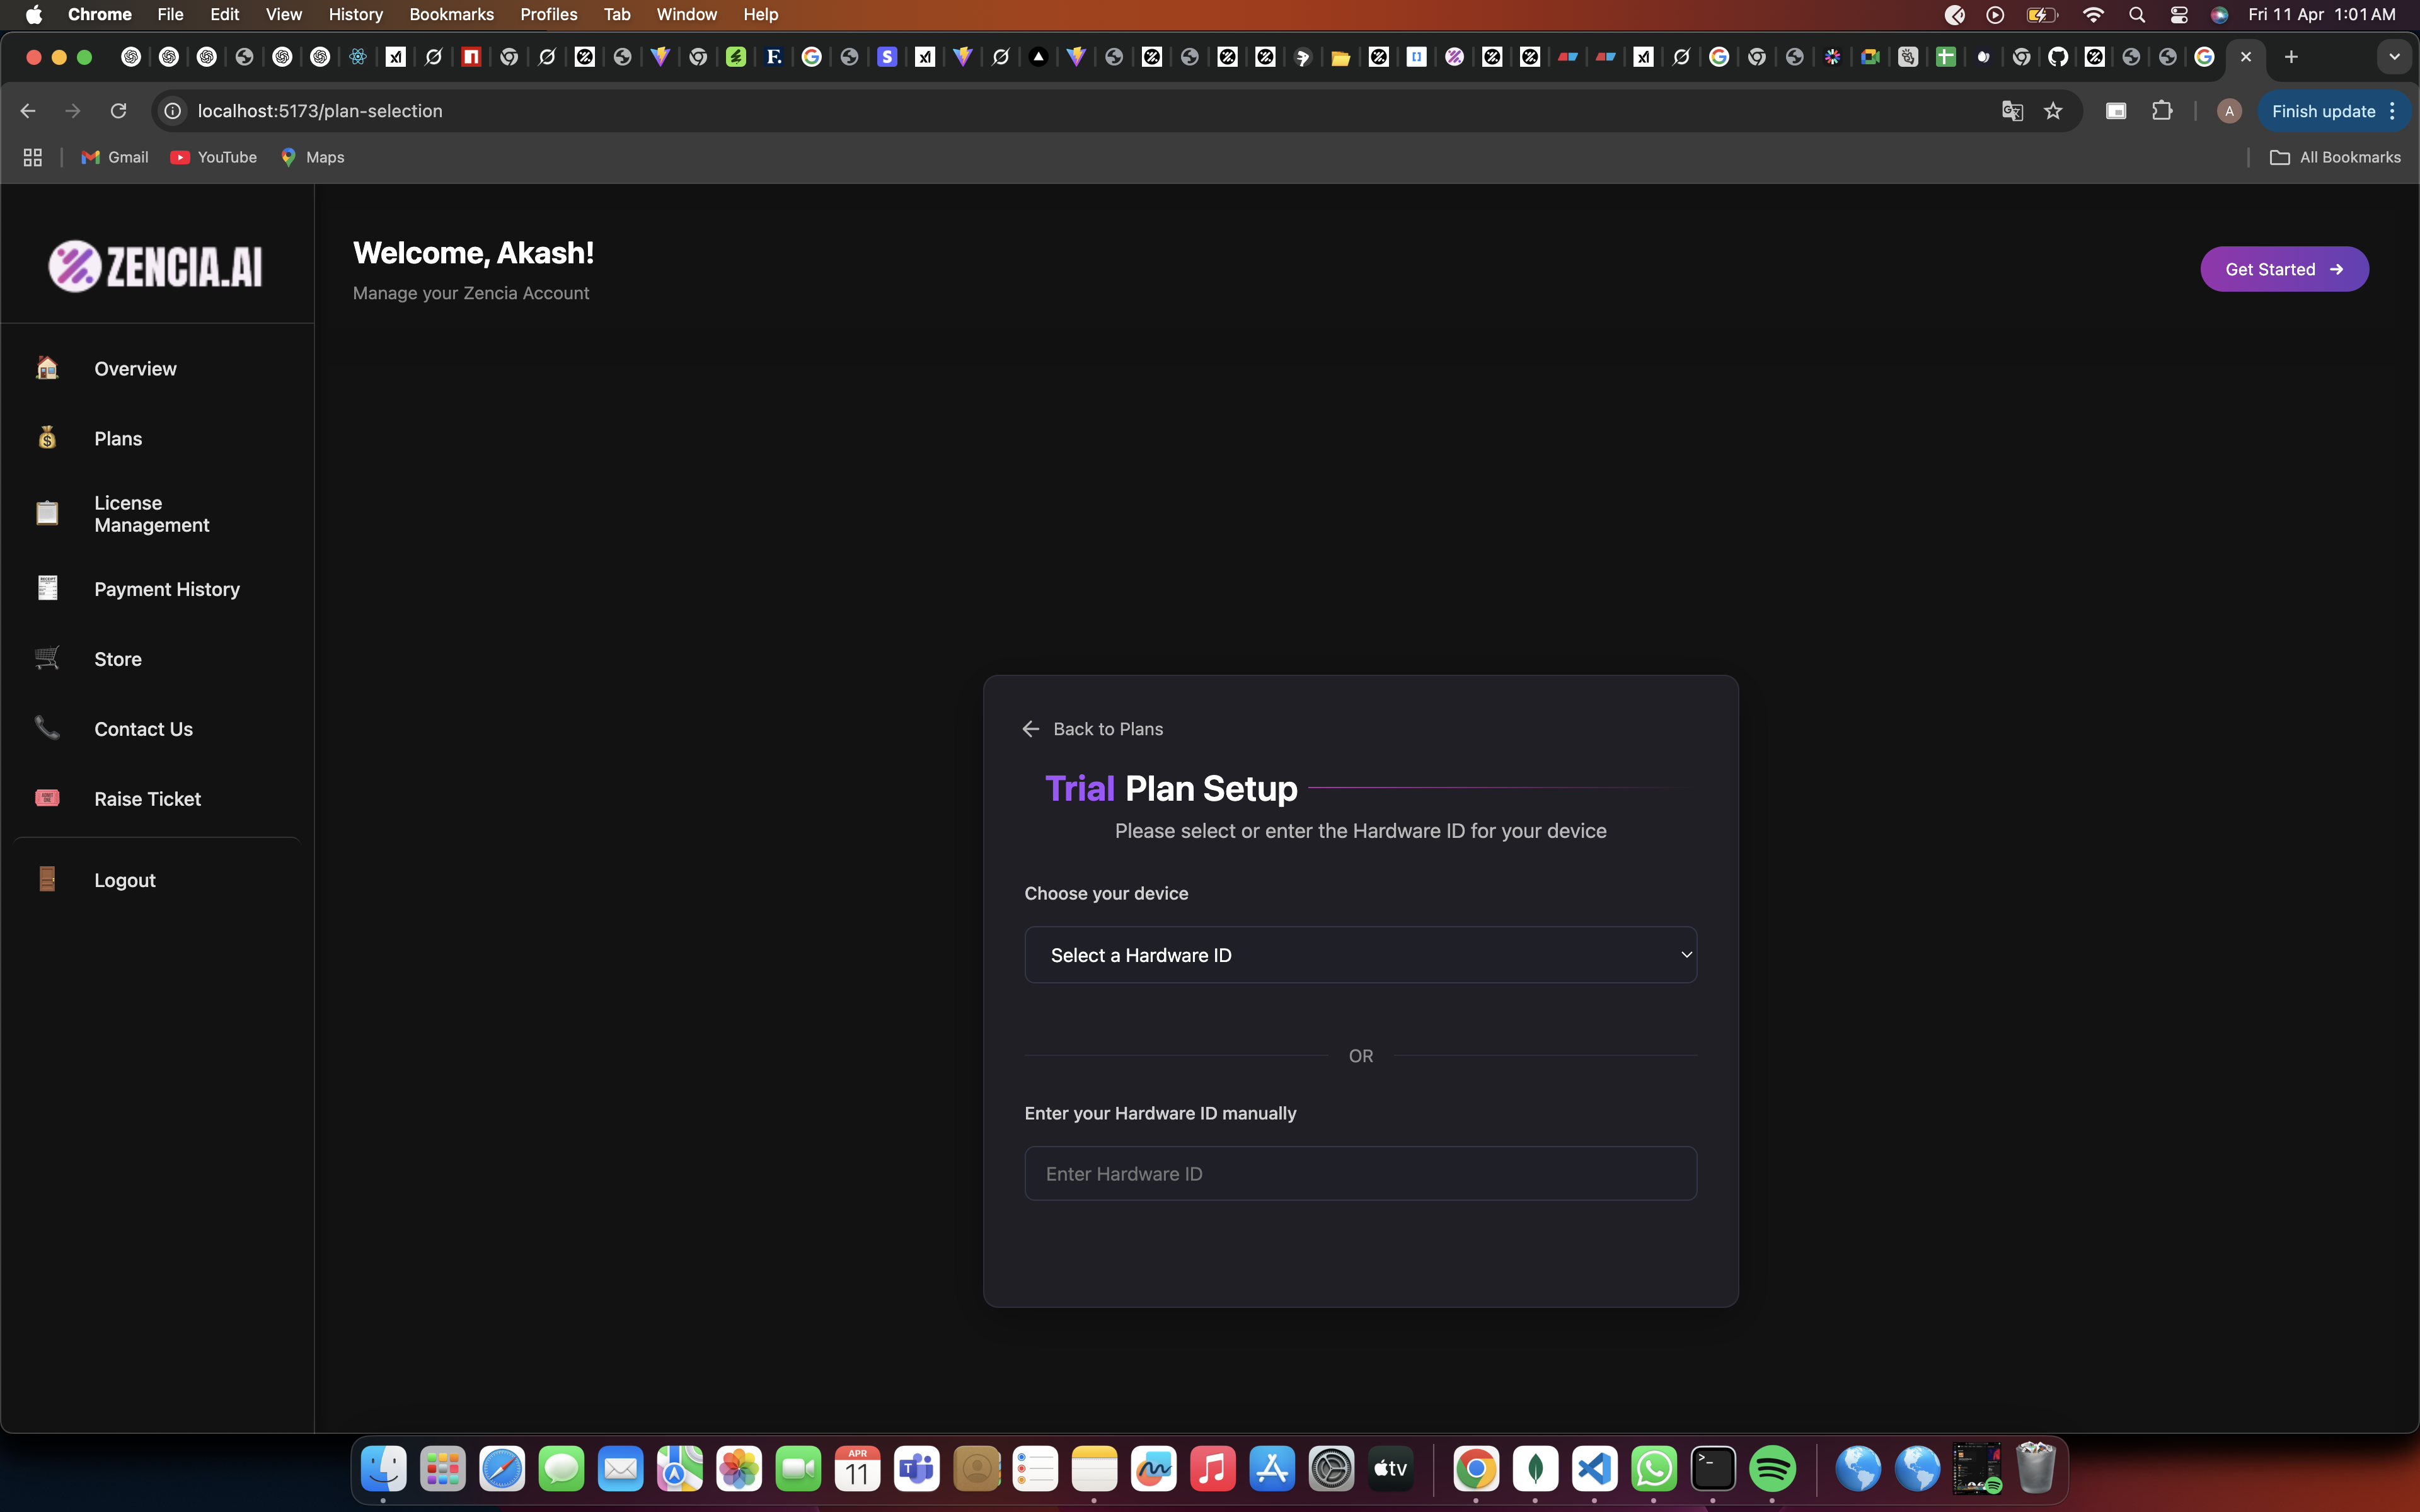 Chrome File Edit View History Bookmarks Profiles Tab Window Help Fri 11 Apr 1:01 AM
localhost:5173/plan-selection A Finish update
Gmail YouTube Maps All Bookmarks
ZENCIA.AI
Welcome, Akash!
Manage your Zencia Account
Get Started
Overview
Plans
License
Management
Payment History
Store
Contact Us
Raise Ticket
Logout
Back to Plans
Trial Plan Setup
Please select or enter the Hardware ID for your device
Choose your device
Select a Hardware ID
OR
Enter your Hardware ID manually
Enter Hardware ID
APR
11
tv